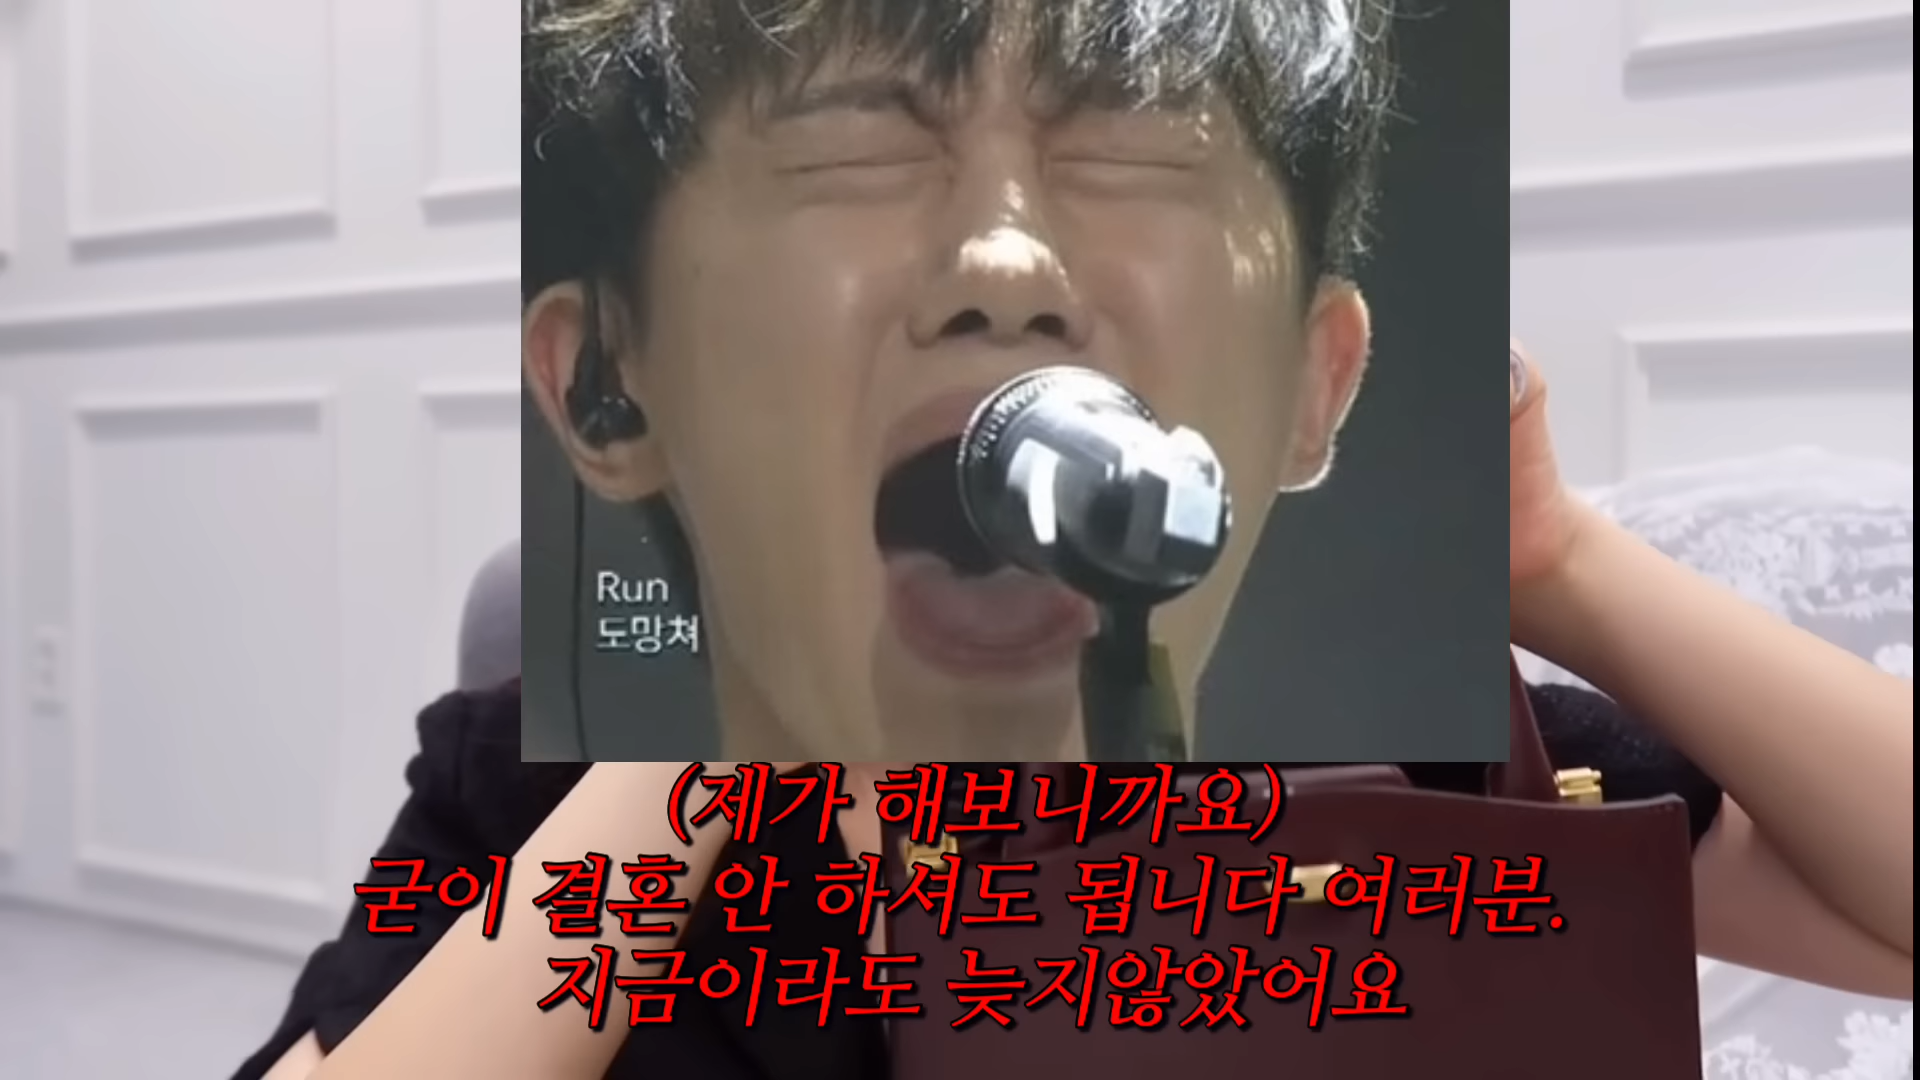 Run
도망쳐
(제가 해보니까요)
굳이 결혼 안 하셔도 됩니다 여러분.
지금이라도 늦지않았어요